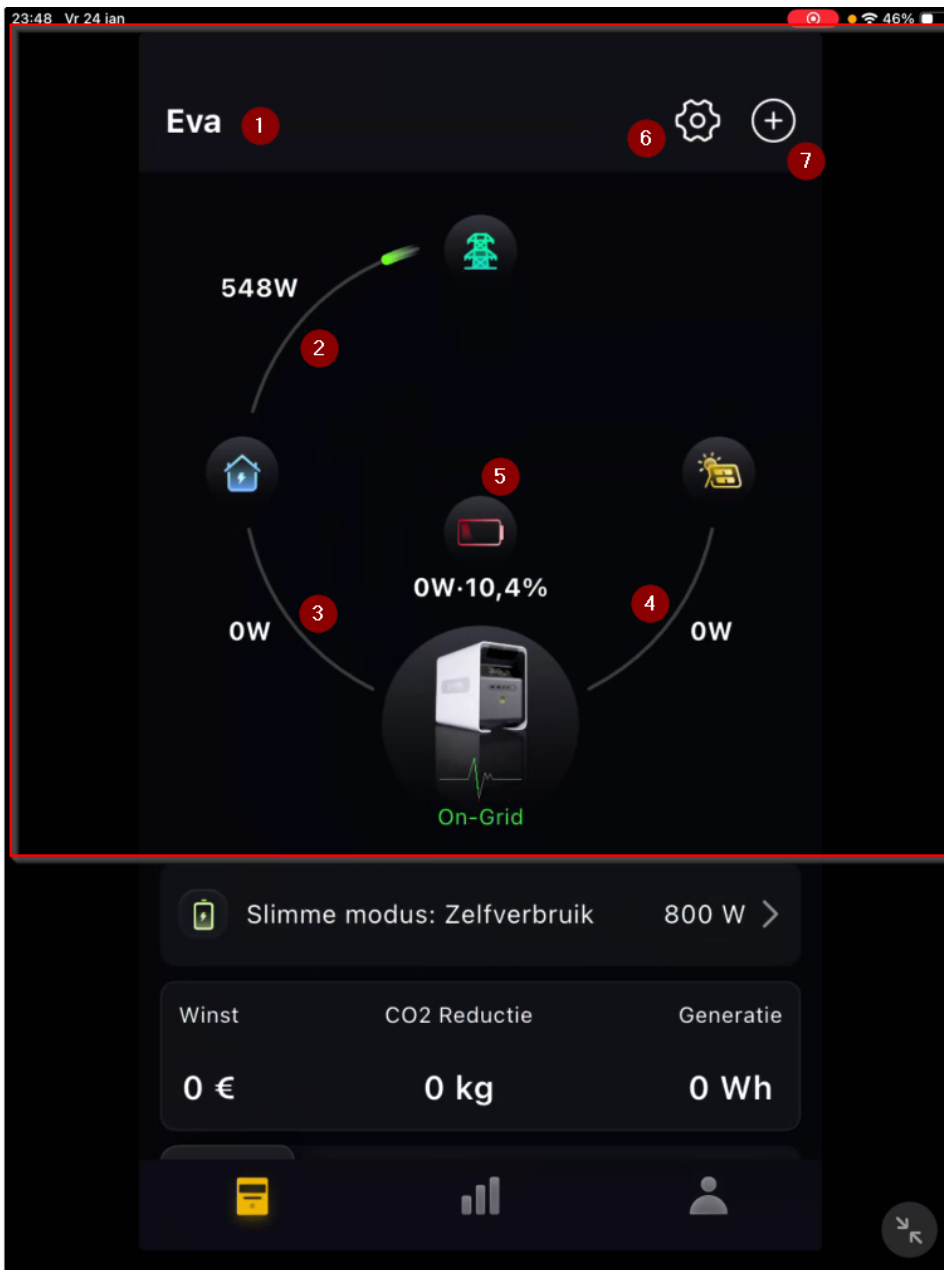 23:48 Vr 24 jan 46%
Eva 1
6
7
548W
2
5
0W·10,4%
3
4
0W
0W
On-Grid
Slimme modus: Zelfverbruik 800 W
Winst CO2 Reductie Generatie
0 € 0 kg 0 Wh